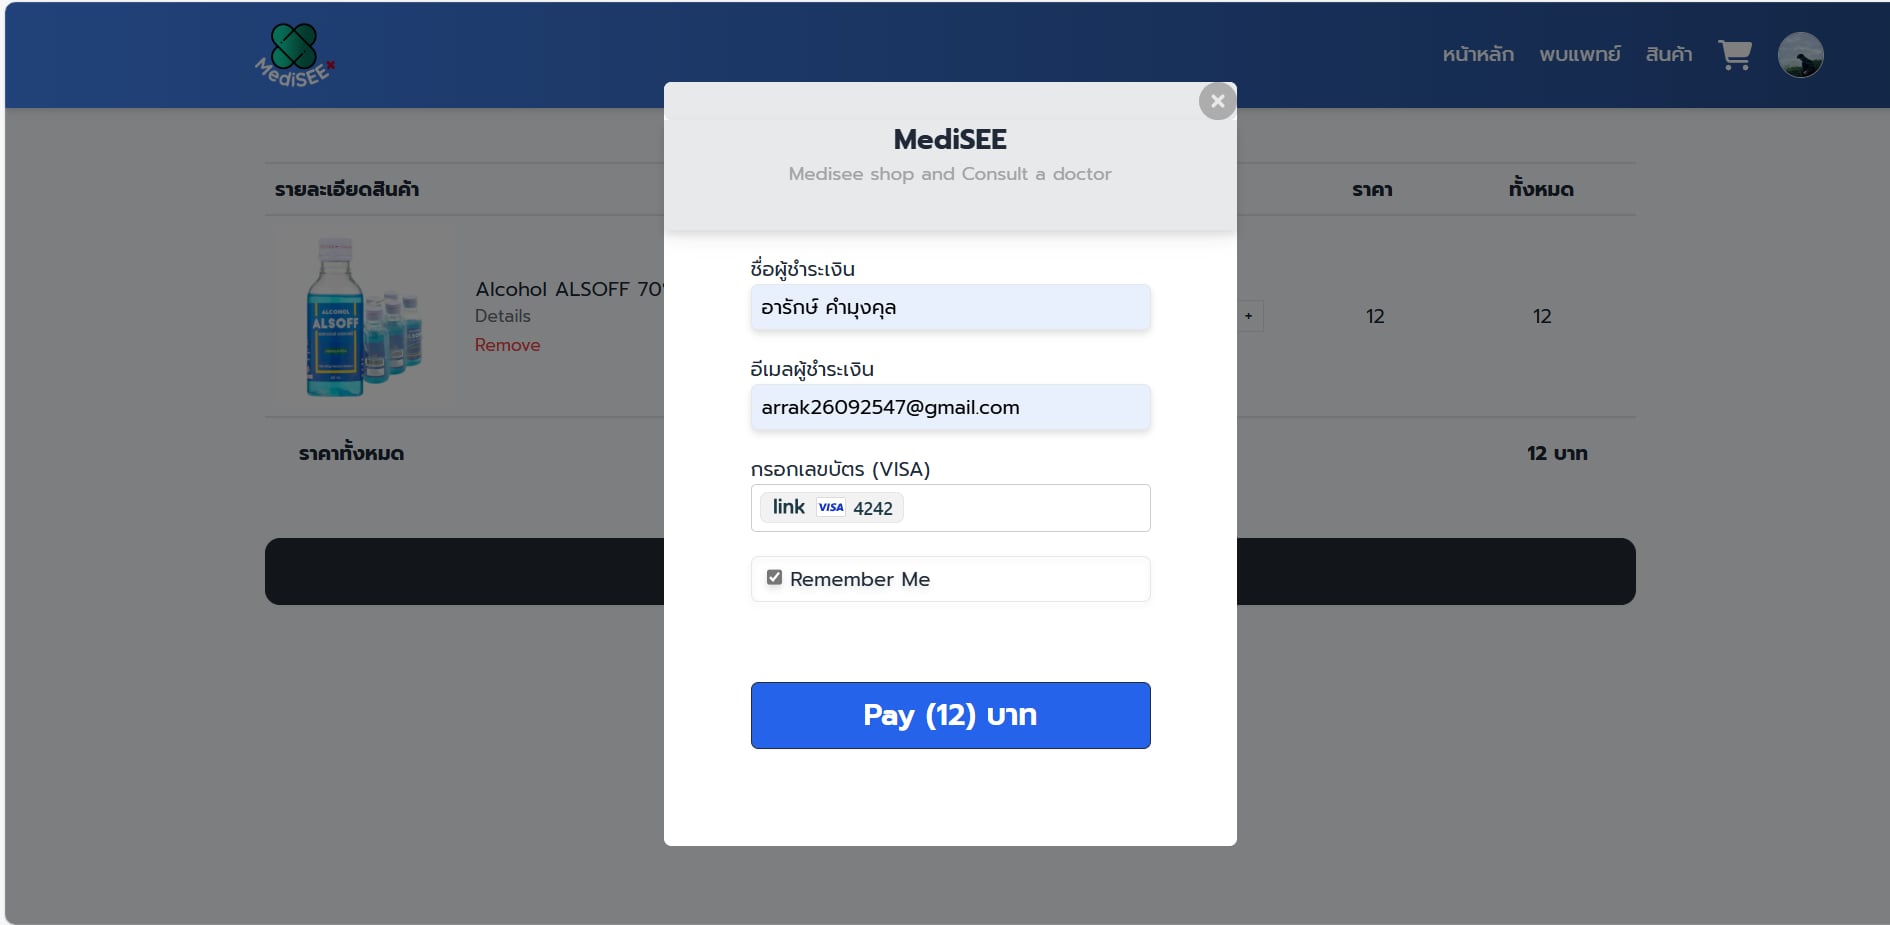 MediSEE
หน้าหลัก พบแพทย์ สินค้า
MediSEE
Medisee shop and Consult a doctor
รายละเอียดสินค้า ราคา ทั้งหมด
ALCOHOL
ALSOFF
Alcohol ALSOFF 70
Details
Remove
+ 12 12
ชื่อผู้ชำระเงิน
อารักษ์ คำมุงคุล
อีเมลผู้ชำระเงิน
arrak26092547@gmail.com
ราคาทั้งหมด 12 บาท
กรอกเลขบัตร (VISA)
link VISA 4242
Remember Me
Pay (12) บาท